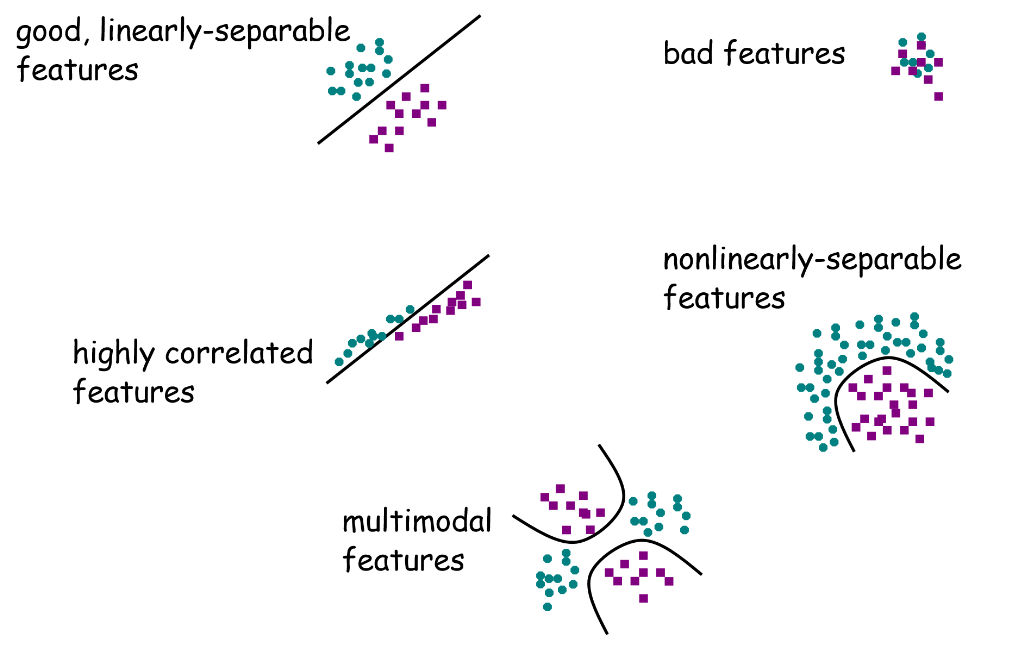 good, linearly-separable
features
bad features
nonlinearly-separable
features
highly correlated
features
multimodal
features